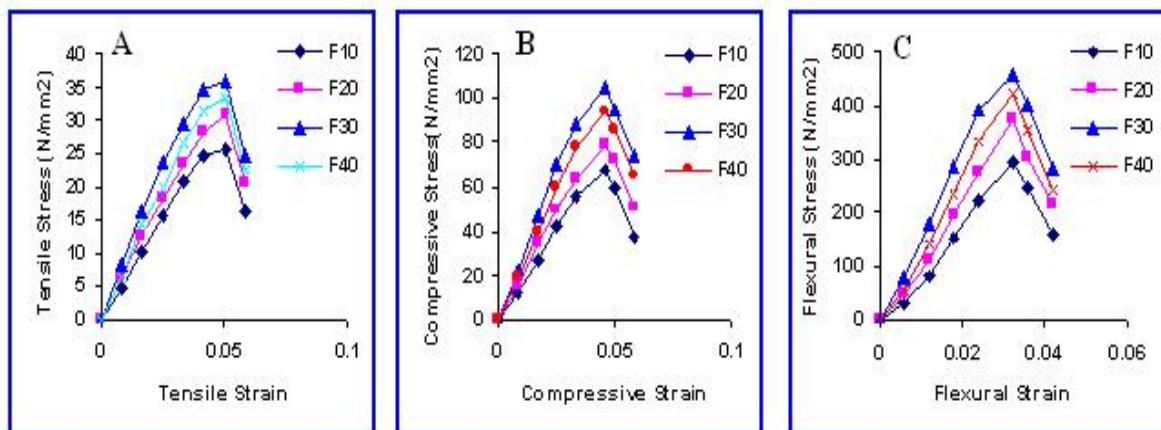 A
Tensile Stress (N/mm2)
40
35
30
25
20
15
10
5
0
0
0.05
0.1
Tensile Strain
F10
F20
F30
F40
B
Compressive Stress(N/mm2)
120
100
80
60
40
20
0
0
0.05
0.1
Compressive Strain
F10
F20
F30
F40
C
Flexural Stress (N/mm2)
500
400
300
200
100
0
0
0.02
0.04
0.06
Flexural Strain
F10
F20
F30
F40